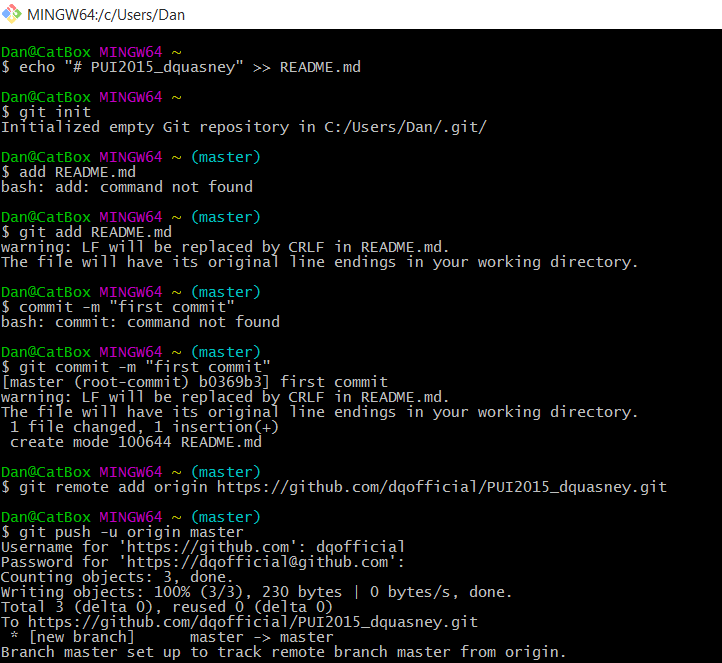 MINGW64:/c/Users/Dan
Dan@CatBox MINGW64 ~
$ echo "# PUI2015_dquasney" >> README.md
Dan@CatBox MINGW64 ~
$ git init
Initialized empty Git repository in C:/Users/Dan/.git/
Dan@CatBox MINGW64 ~ (master)
$ add README.md
bash: add: command not found
Dan@CatBox MINGW64 ~ (master)
$ git add README.md
warning: LF will be replaced by CRLF in README.md.
The file will have its original line endings in your working directory.
Dan@CatBox MINGW64 ~ (master)
$ commit -m "first commit"
bash: commit: command not found
Dan@CatBox MINGW64 ~ (master)
$ git commit -m "first commit"
[master (root-commit) b0369b3] first commit
warning: LF will be replaced by CRLF in README.md.
The file will have its original line endings in your working directory.
 1 file changed, 1 insertion(+)
 create mode 100644 README.md
Dan@CatBox MINGW64 ~ (master)
$ git remote add origin https://github.com/dqofficial/PUI2015_dquasney.git
Dan@CatBox MINGW64 ~ (master)
$ git push -u origin master
Username for 'https://github.com': dqofficial
Password for 'https://dqofficial@github.com':
Counting objects: 3, done.
Writing objects: 100% (3/3), 230 bytes | 0 bytes/s, done.
Total 3 (delta 0), reused 0 (delta 0)
To https://github.com/dqofficial/PUI2015_dquasney.git
 * [new branch]      master -> master
Branch master set up to track remote branch master from origin.